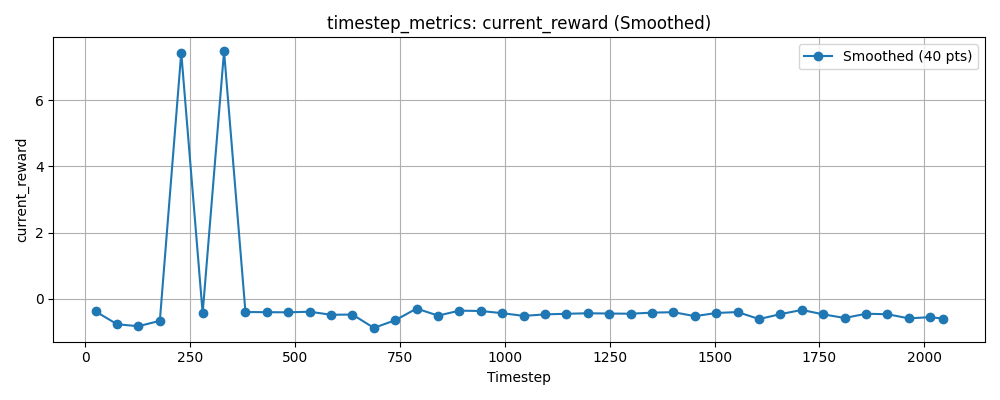 timestep_metrics: current_reward (Smoothed)
Smoothed (40 pts)
current_reward
6
4
2
0
0 250 500 750 1000 1250 1500 1750 2000
Timestep